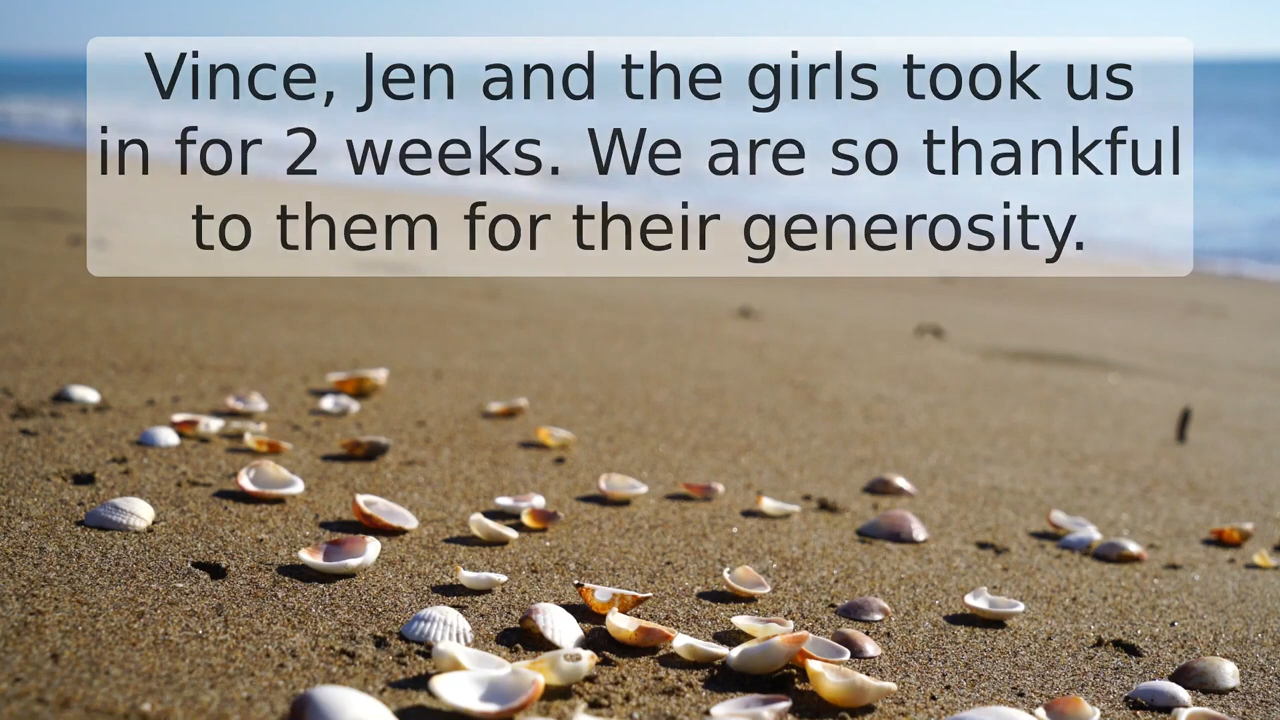 Vince, Jen and the girls took us
in for 2 weeks. We are so thankful
to them for their generosity.